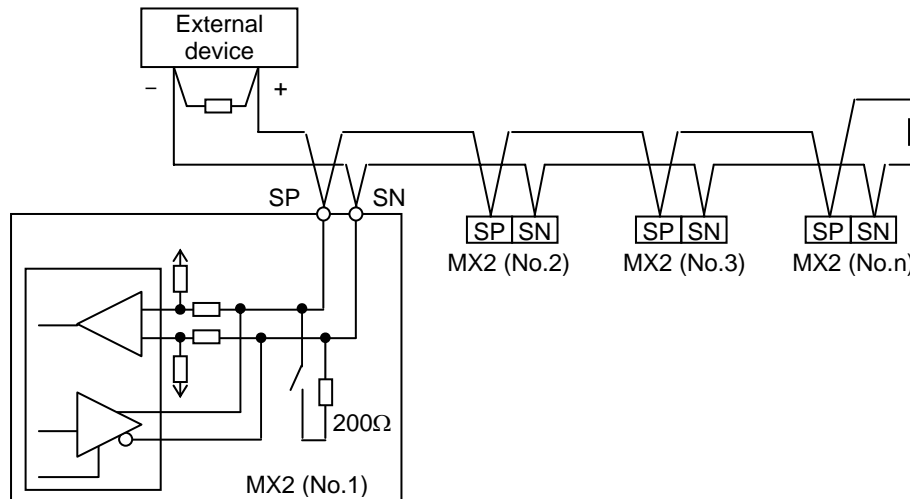 External
device
− +
SP SN
SP SN
MX2 (No.2)
SP SN
MX2 (No.3)
SP SN
MX2 (No.n)
200Ω
MX2 (No.1)